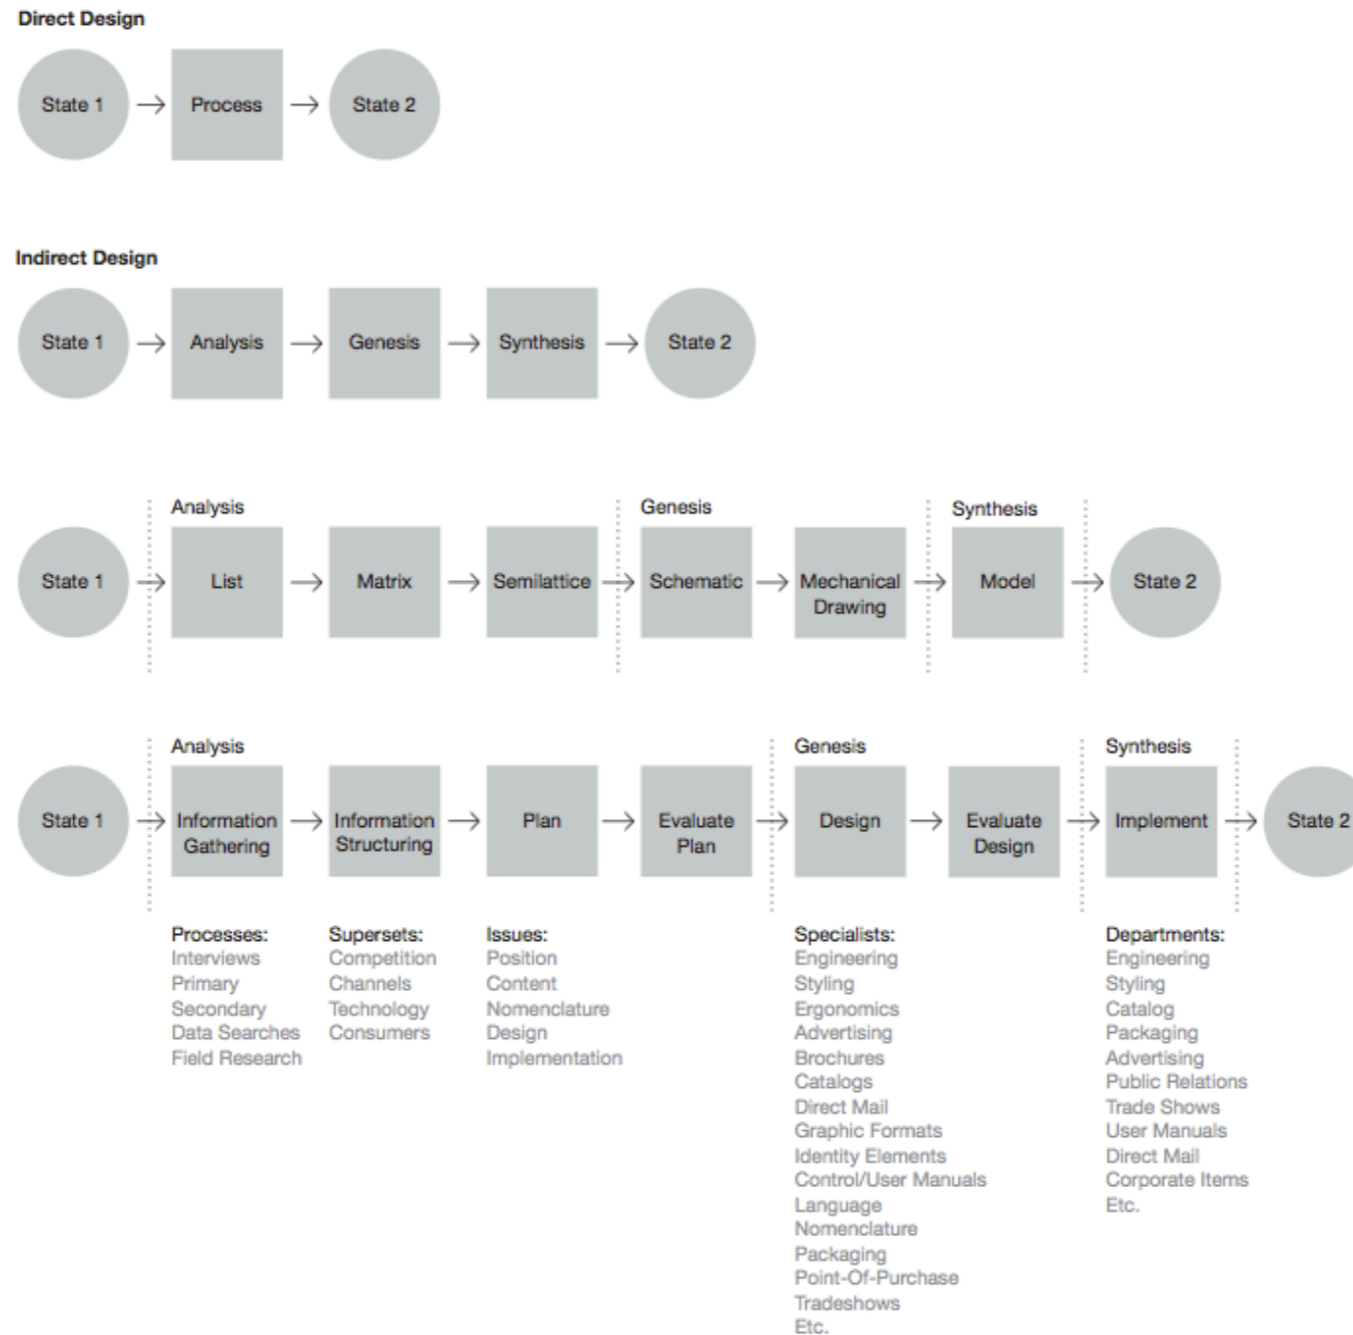 Direct Design
State 1
Process
State 2
Indirect Design
State 1
Analysis
Genesis
Synthesis
State 2
Analysis
Genesis
Synthesis
State 1
List
Matrix
Semilattice
Schematic
Mechanical
Drawing
Model
State 2
Analysis
Genesis
Synthesis
State 1
Information
Gathering
Information
Structuring
Plan
Evaluate
Plan
Design
Evaluate
Design
Implement
State 2
Processes:
Interviews
Primary
Secondary
Data Searches
Field Research
Supersets:
Competition
Channels
Technology
Consumers
Issues:
Position
Content
Nomenclature
Design
Implementation
Specialists:
Engineering
Styling
Ergonomics
Advertising
Brochures
Catalogs
Direct Mail
Graphic Formats
Identity Elements
Control/User Manuals
Language
Nomenclature
Packaging
Point-Of-Purchase
Tradeshows
Etc.
Departments:
Engineering
Styling
Catalog
Packaging
Advertising
Public Relations
Trade Shows
User Manuals
Direct Mail
Corporate Items
Etc.